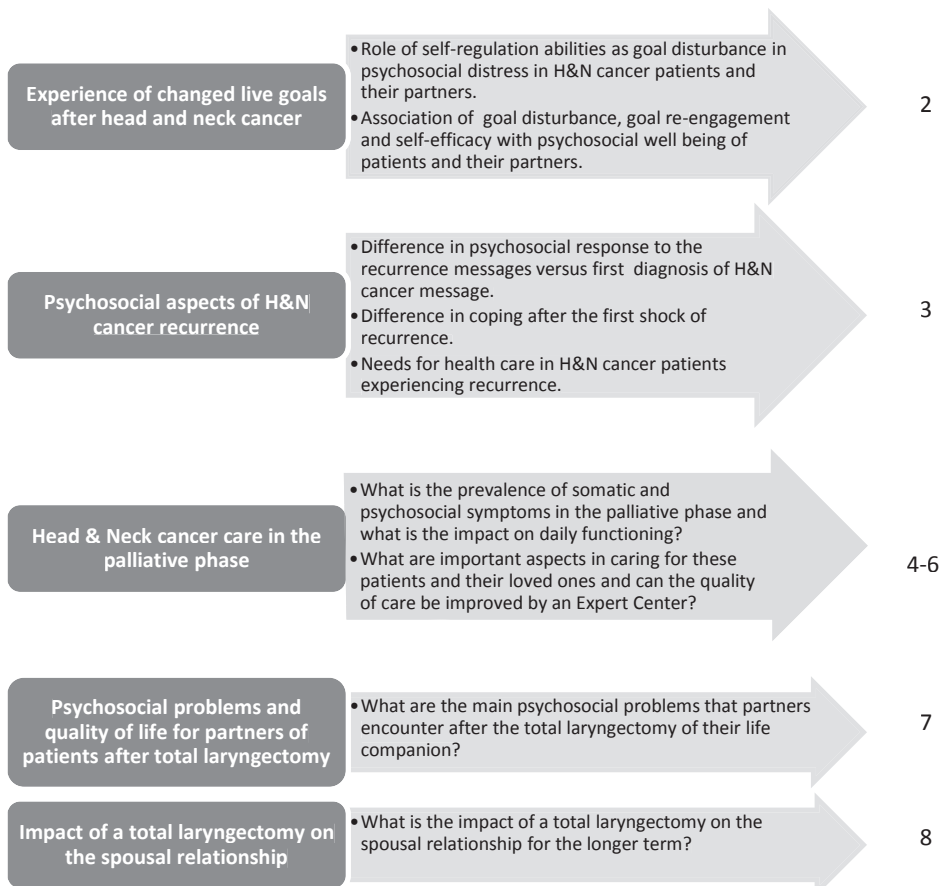 Experience of changed live goals
after head and neck cancer
•Role of self-regulation abilities as goal disturbance in
psychosocial distress in H&N cancer patients and
their partners.
•Association of goal disturbance, goal re-engagement
and self-efficacy with psychosocial well being of
patients and their partners.
2
Psychosocial aspects of H&N
cancer recurrence
•Difference in psychosocial response to the
recurrence messages versus first diagnosis of H&N
cancer message.
•Difference in coping after the first shock of
recurrence.
•Needs for health care in H&N cancer patients
experiencing recurrence.
3
Head & Neck cancer care in the
palliative phase
•What is the prevalence of somatic and
psychosocial symptoms in the palliative phase and
what is the impact on daily functioning?
•What are important aspects in caring for these
patients and their loved ones and can the quality
of care be improved by an Expert Center?
4-6
Psychosocial problems and
quality of life for partners of
patients after total laryngectomy
•What are the main psychosocial problems that partners
encounter after the total laryngectomy of their life
companion?
7
Impact of a total laryngectomy on
the spousal relationship
•What is the impact of a total laryngectomy on the
spousal relationship for the longer term?
8